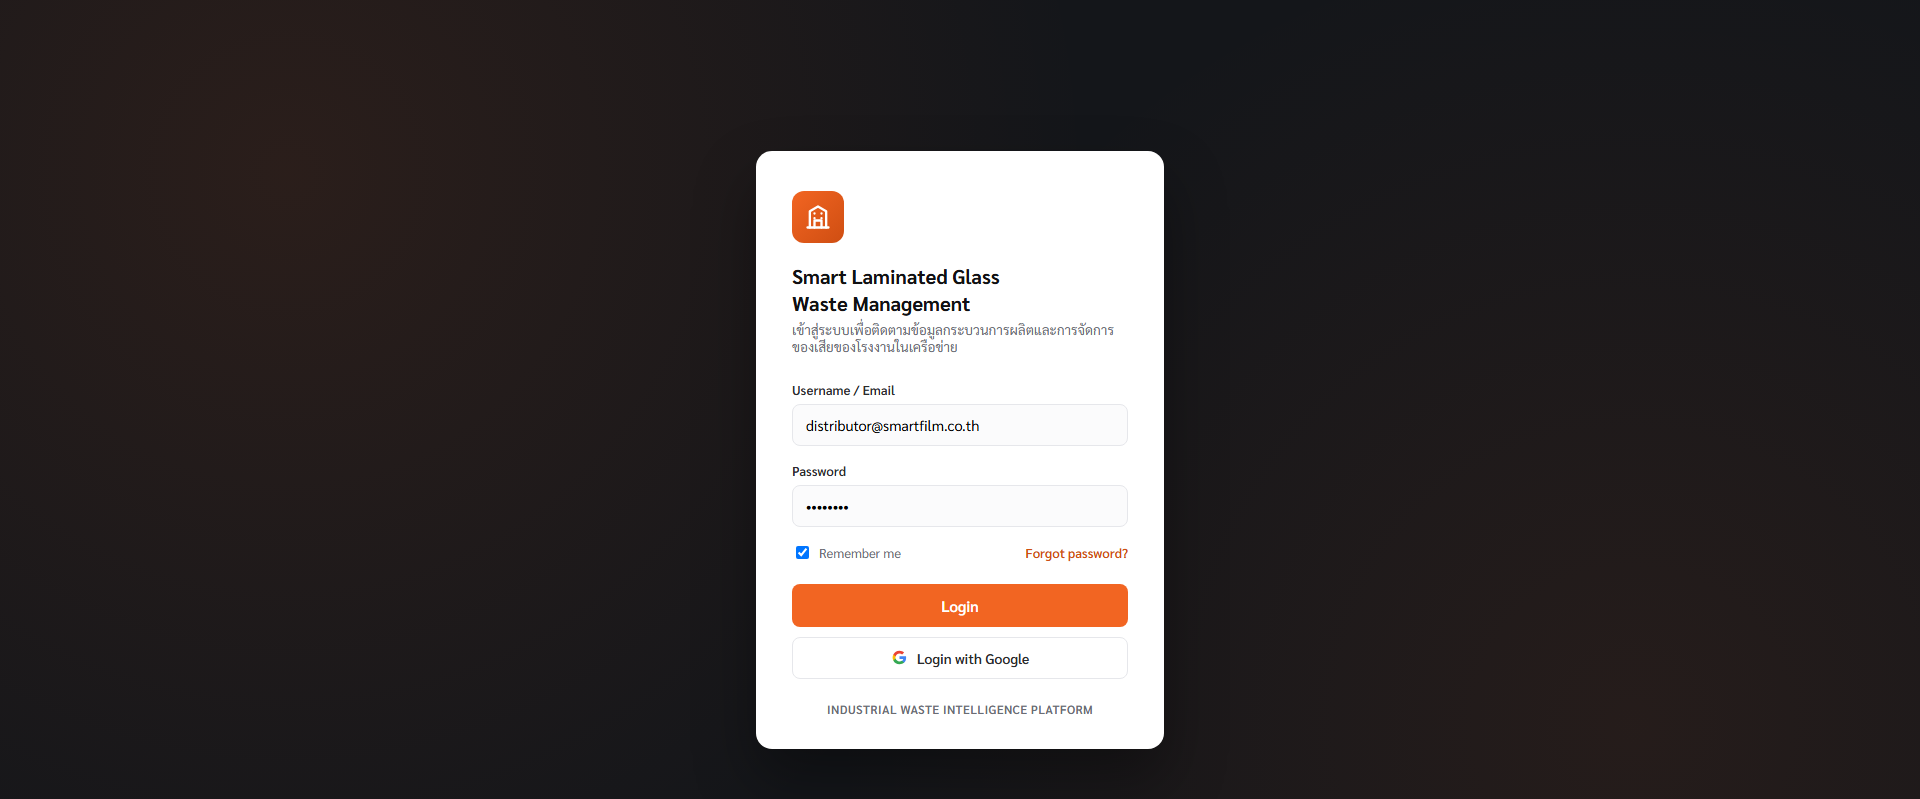 Smart Laminated Glass
Waste Management
เข้าสู่ระบบเพื่อติดตามข้อมูลกระบวนการผลิตและการจัดการ
ของเสียของโรงงานในเครือข่าย
Username / Email
distributor@smartfilm.co.th
Password
••••••••
Remember me
Forgot password?
Login
Login with Google
INDUSTRIAL WASTE INTELLIGENCE PLATFORM